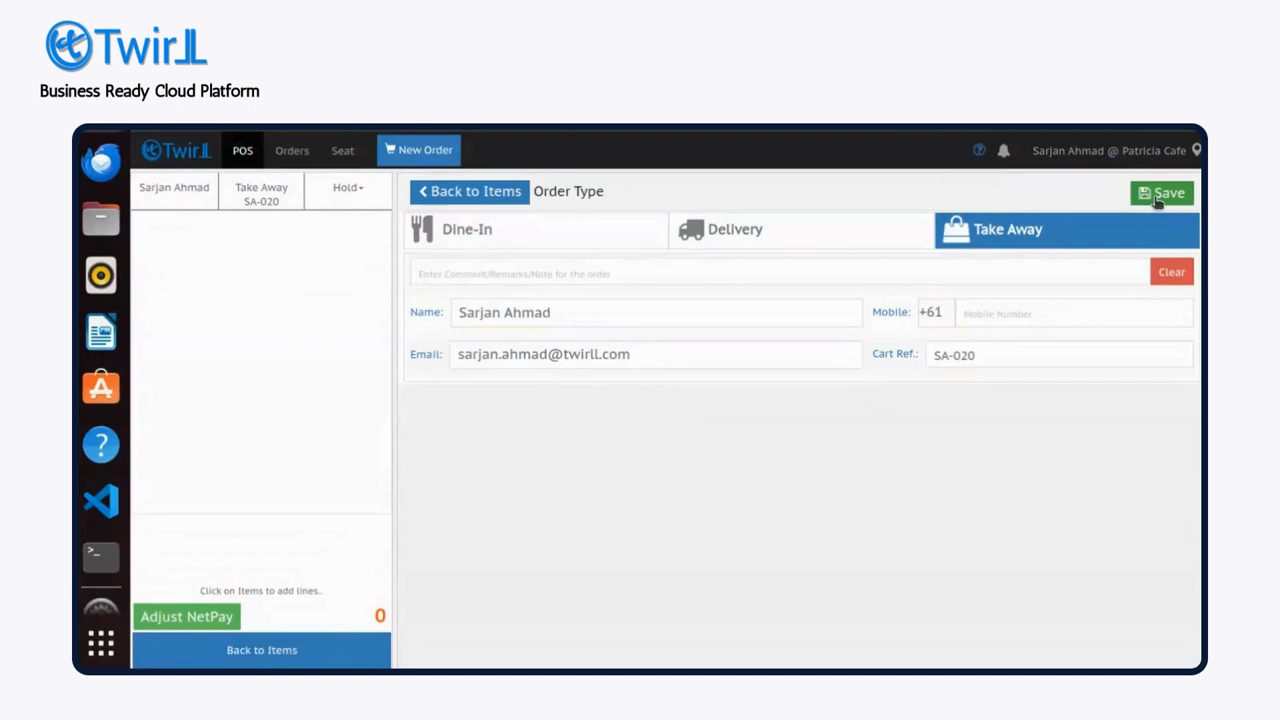 Twirll
Business Ready Cloud Platform
Twirll POS Orders Seat New Order ? Sarjan Ahmad @ Patricia Cafe
Sarjan Ahmad Take Away Hold
SA-020
Back to Items Order Type Save
Dine-In Delivery Take Away
Enter Comment/Remarks/Note for the order Clear
Name: Sarjan Ahmad Mobile: +61 Mobile Number
Email: sarjan.ahmad@twirll.com Cart Ref.: SA-020
Click on Items to add lines..
Adjust NetPay 0
Back to Items